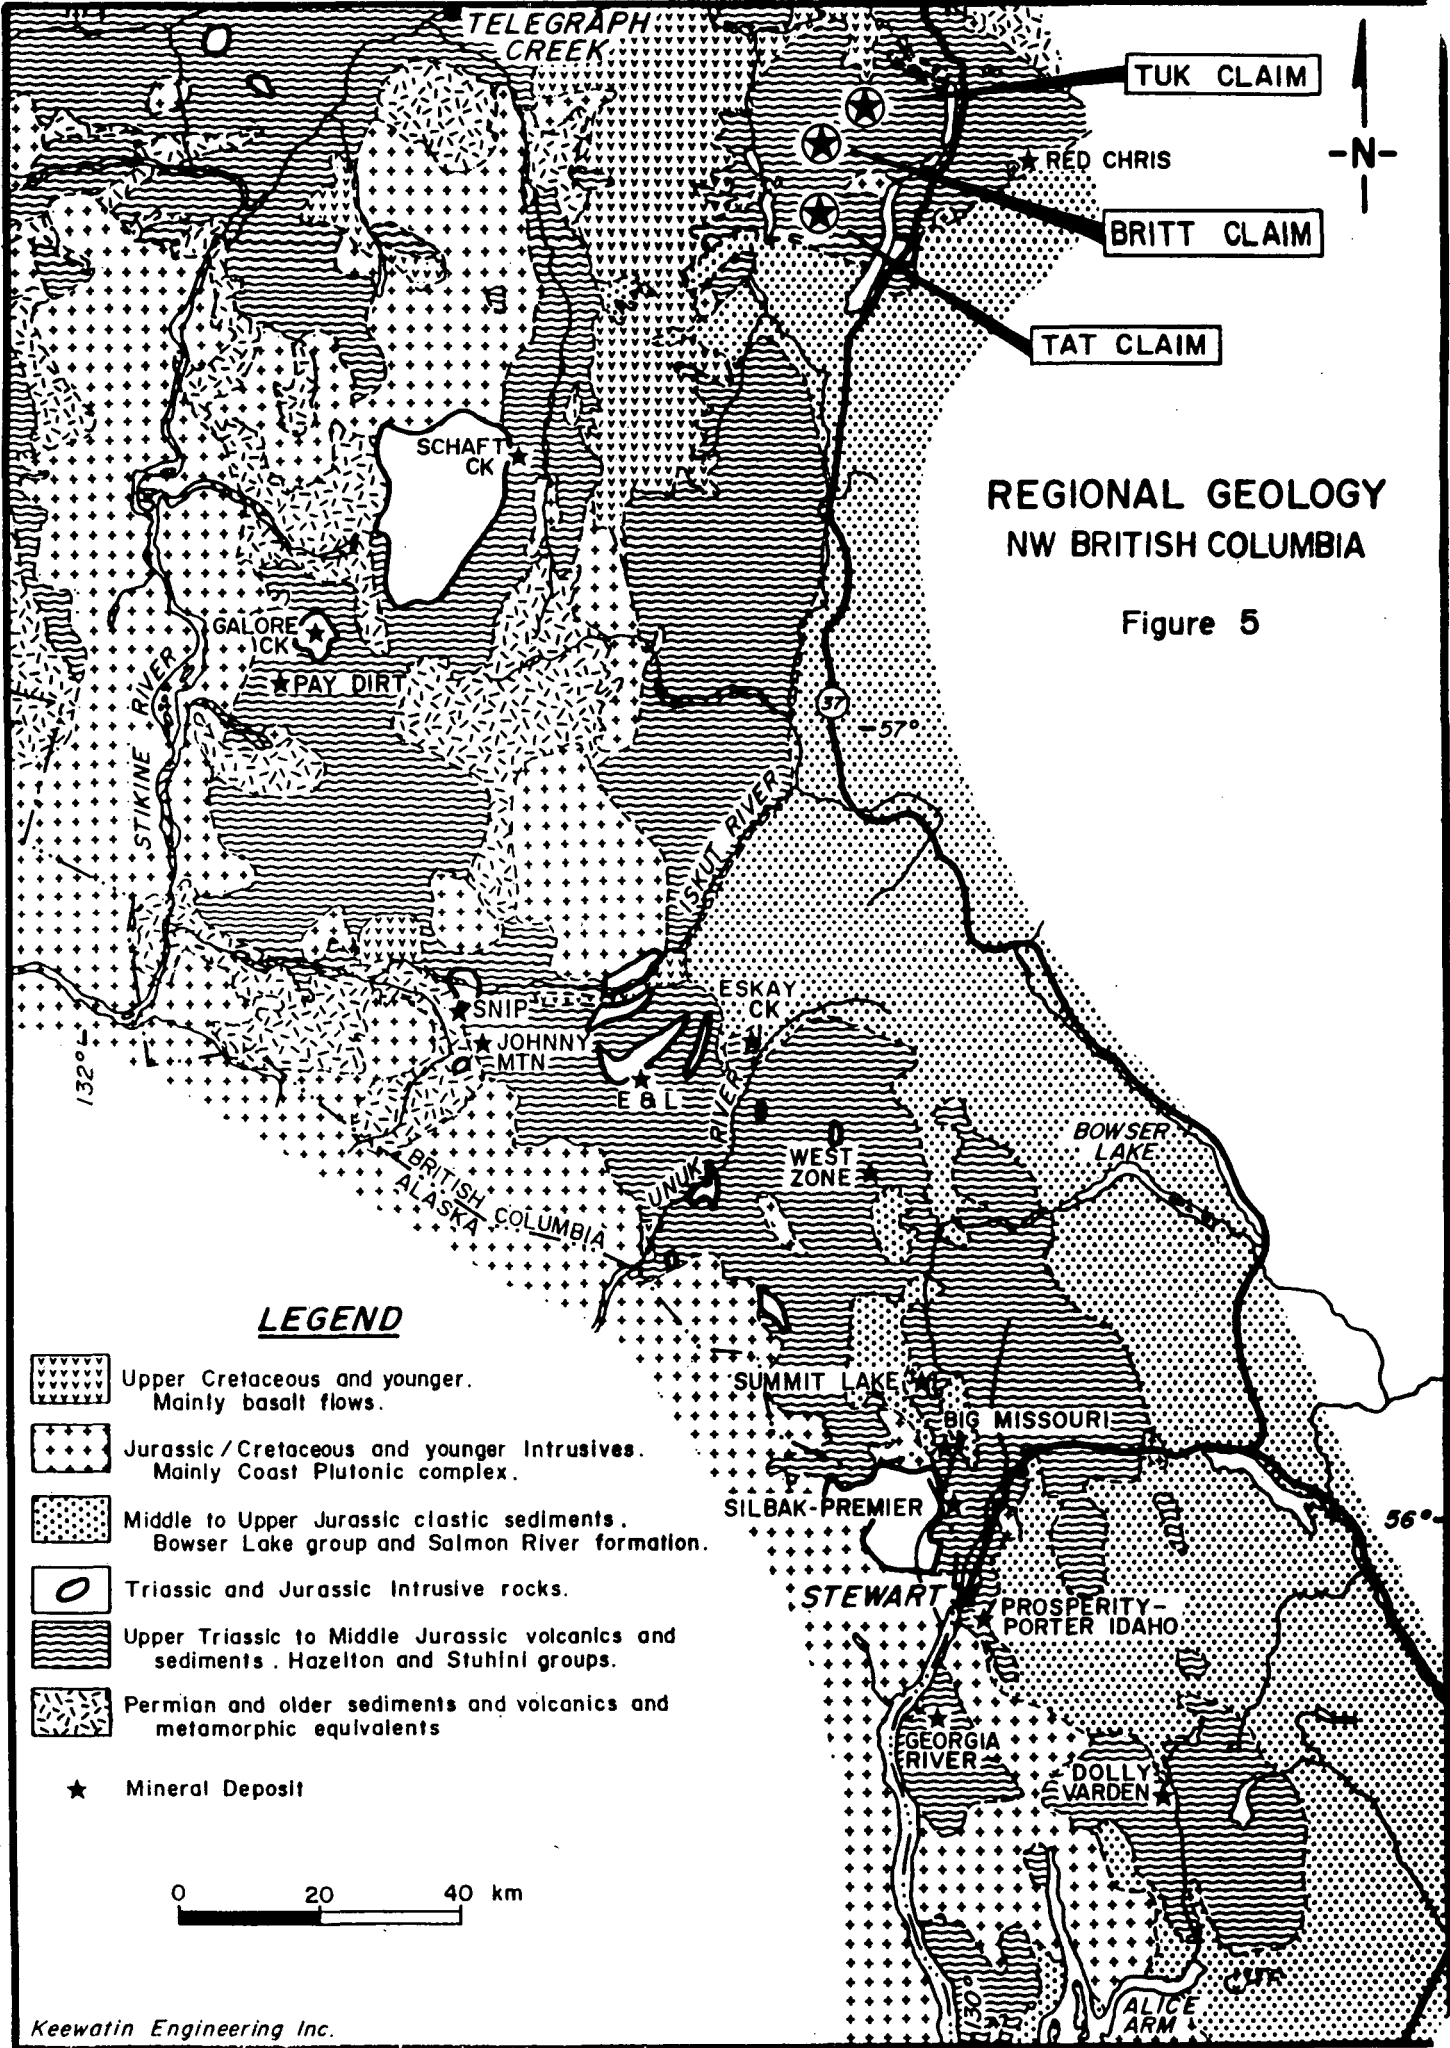 TELEGRAPH
CREEK
TUK CLAIM
-N-
RED CHRIS
BRITT CLAIM
TAT CLAIM
SCHAFT
CK
REGIONAL GEOLOGY
NW BRITISH COLUMBIA
Figure 5
GALORE
CK
PAY DIRT
STIKINE RIVER
37
57°
ISKUT RIVER
ESKAY
CK
SNIP
JOHNNY
MTN
E & L
132°
UNUK RIVER
WEST
ZONE
BOWSER
LAKE
BRITISH COLUMBIA
ALASKA
SUMMIT LAKE
BIG MISSOURI
SILBAK-PREMIER
56°
STEWART
PROSPERITY-
PORTER IDAHO
GEORGIA
RIVER
DOLLY
VARDEN
130°
ALICE
ARM
LEGEND
Upper Cretaceous and younger.
Mainly basalt flows.
Jurassic/Cretaceous and younger Intrusives.
Mainly Coast Plutonic complex.
Middle to Upper Jurassic clastic sediments.
Bowser Lake group and Salmon River formation.
Triassic and Jurassic Intrusive rocks.
Upper Triassic to Middle Jurassic volcanics and
sediments. Hazelton and Stuhini groups.
Permian and older sediments and volcanics and
metamorphic equivalents
Mineral Deposit
0 20 40 km
Keewatin Engineering Inc.